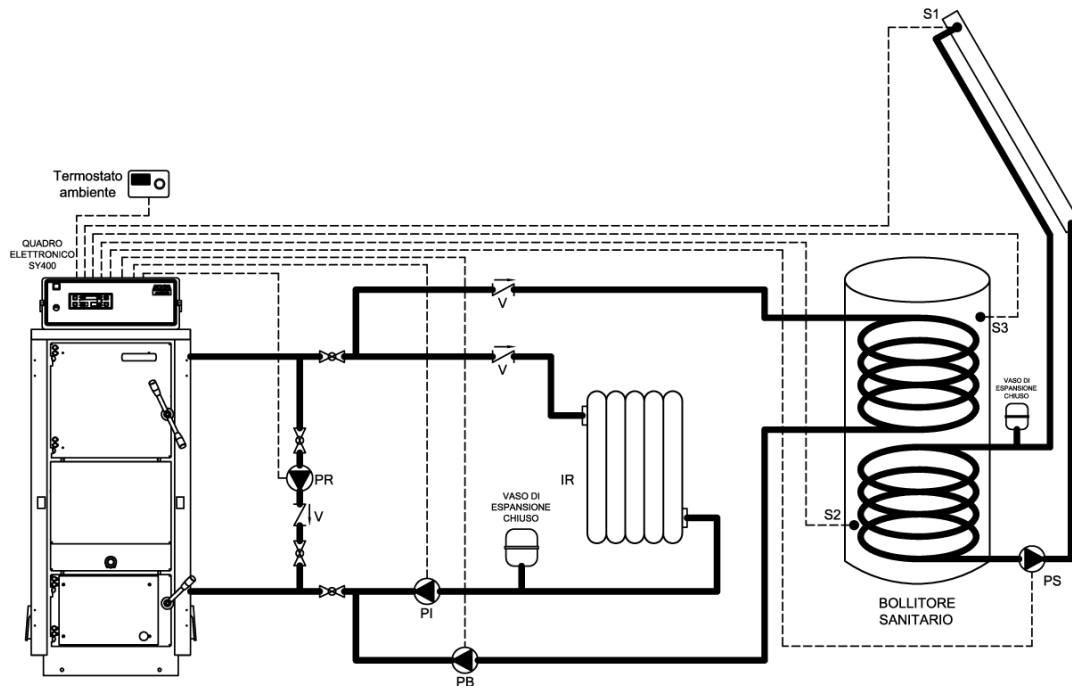 S1
Termostato
ambiente
QUADRO
ELETTRONICO
SY400
V
V
S3
VASO DI
ESPANSIONE
CHIUSO
PR
IR
VASO DI
ESPANSIONE
CHIUSO
V
S2
PS
PI
BOLLITORE
SANITARIO
PB